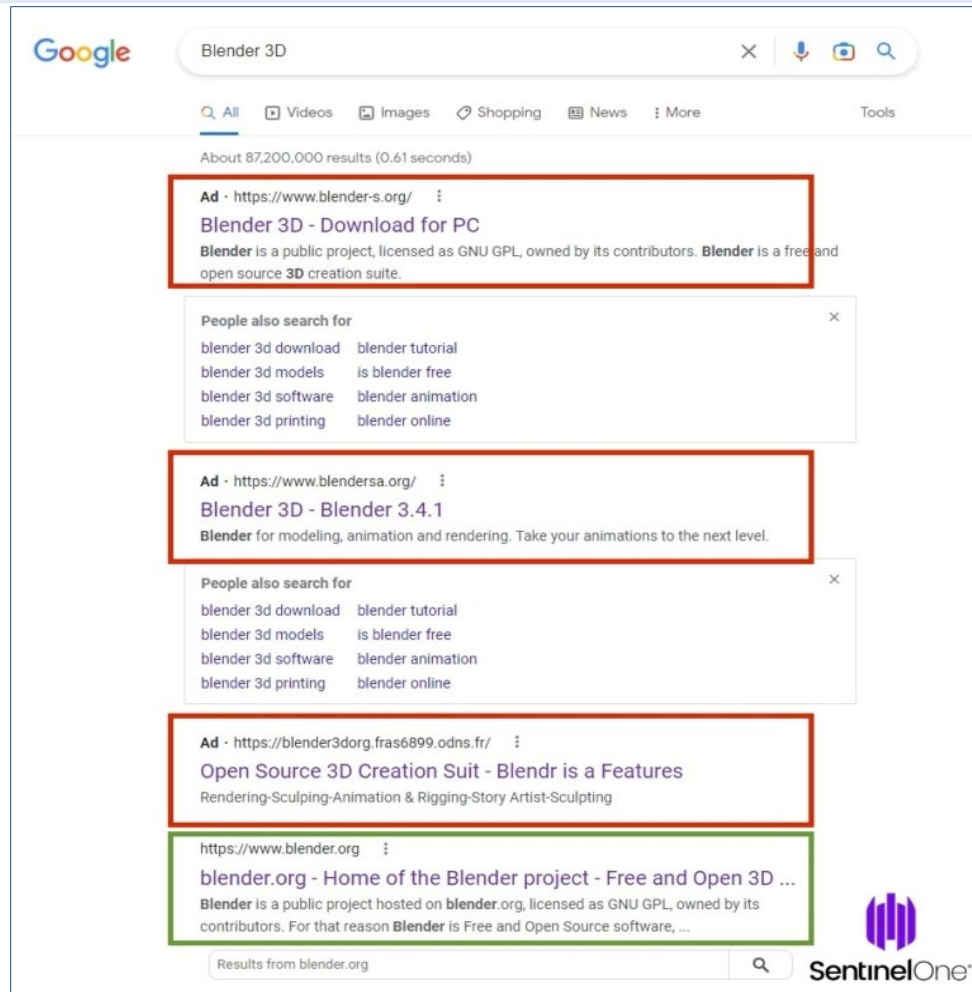 Google
Blender 3D
All Videos Images Shopping News More Tools
About 87,200,000 results (0.61 seconds)
Ad · https://www.blender-s.org/
Blender 3D - Download for PC
Blender is a public project, licensed as GNU GPL, owned by its contributors. Blender is a free and
open source 3D creation suite.
People also search for
blender 3d download blender tutorial
blender 3d models is blender free
blender 3d software blender animation
blender 3d printing blender online
Ad · https://www.blendersa.org/
Blender 3D - Blender 3.4.1
Blender for modeling, animation and rendering. Take your animations to the next level.
People also search for
blender 3d download blender tutorial
blender 3d models is blender free
blender 3d software blender animation
blender 3d printing blender online
Ad · https://blender3dorg.fras6899.odns.fr/
Open Source 3D Creation Suit - Blendr is a Features
Rendering-Sculping-Animation & Rigging-Story Artist-Sculpting
https://www.blender.org
blender.org - Home of the Blender project - Free and Open 3D ...
Blender is a public project hosted on blender.org, licensed as GNU GPL, owned by its
contributors. For that reason Blender is Free and Open Source software, ...
Results from blender.org
SentinelOne